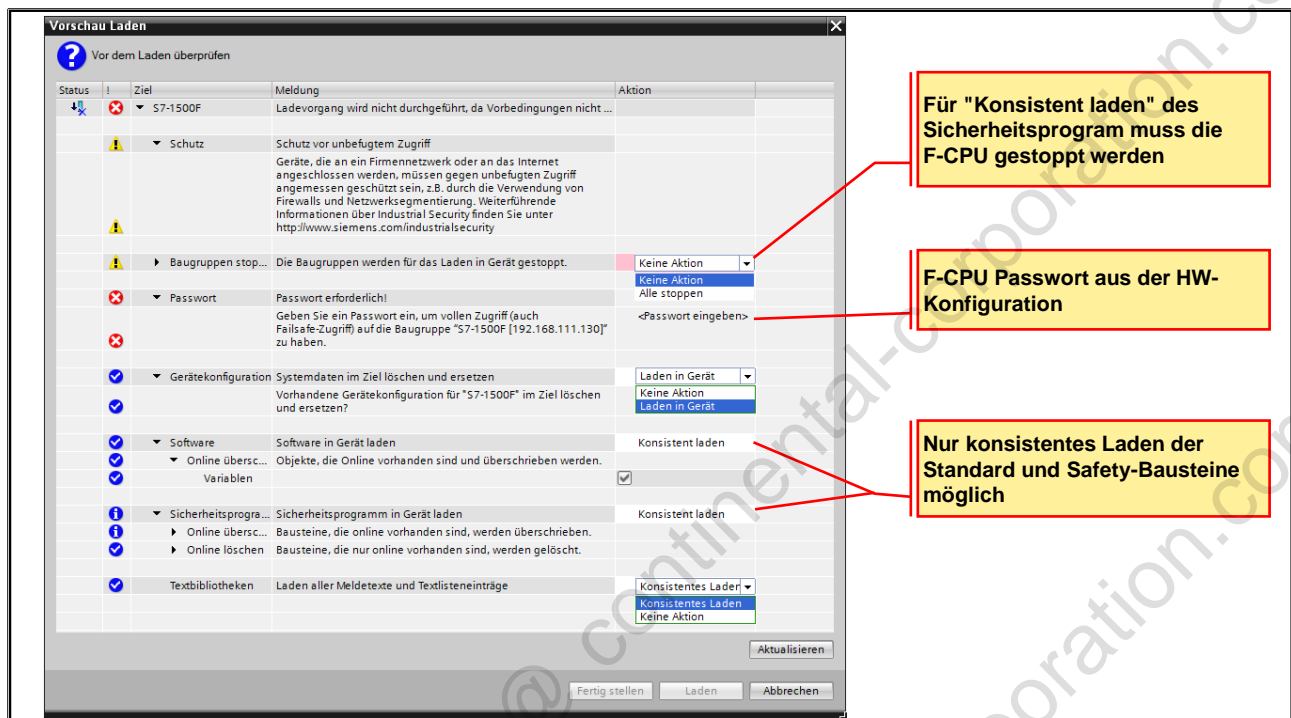 Vorschau Laden
Vor dem Laden überprüfen
Status ! Ziel Meldung Aktion
S7-1500F Ladevorgang wird nicht durchgeführt, da Vorbedingungen nicht ...
Schutz Schutz vor unbefugtem Zugriff
Geräte, die an ein Firmennetzwerk oder an das Internet
angeschlossen werden, müssen gegen unbefugten Zugriff
angemessen geschützt sein, z.B. durch die Verwendung von
Firewalls und Netzwerksegmentierung. Weiterführende
Informationen über Industrial Security finden Sie unter
http://www.siemens.com/industrialsecurity
Baugruppen stop... Die Baugruppen werden für das Laden in Gerät gestoppt. Keine Aktion
Keine Aktion
Alle stoppen
Passwort Passwort erforderlich!
Geben Sie ein Passwort ein, um vollen Zugriff (auch
Failsafe-Zugriff) auf die Baugruppe "S7-1500F [192.168.111.130]"
zu haben.
<Passwort eingeben>
Gerätekonfiguration Systemdaten im Ziel löschen und ersetzen Laden in Gerät
Vorhandene Gerätekonfiguration für "S7-1500F" im Ziel löschen
und ersetzen?
Keine Aktion
Laden in Gerät
Software Software in Gerät laden Konsistent laden
Online übersc... Objekte, die Online vorhanden sind und überschrieben werden.
Variablen
Sicherheitsprogra... Sicherheitsprogramm in Gerät laden Konsistent laden
Online übersc... Bausteine, die online vorhanden sind, werden überschrieben.
Online löschen Bausteine, die nur online vorhanden sind, werden gelöscht.
Textbibliotheken Laden aller Meldetexte und Textlisteneinträge Konsistentes Laden
Konsistentes Laden
Keine Aktion
Aktualisieren
Fertig stellen Laden Abbrechen
Für "Konsistent laden" des
Sicherheitsprogram muss die
F-CPU gestoppt werden
F-CPU Passwort aus der HW-
Konfiguration
Nur konsistentes Laden der
Standard und Safety-Bausteine
möglich
@ continental-corporation.co
oration.con